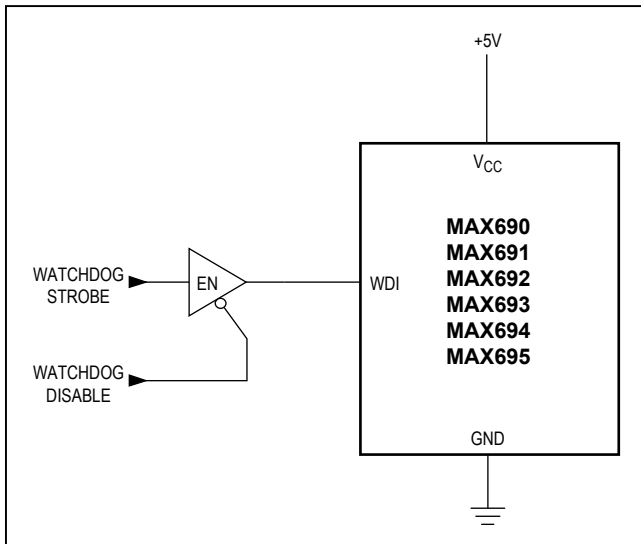 +5V
VCC
MAX690
MAX691
MAX692
MAX693
MAX694
MAX695
WATCHDOG
STROBE
EN
WDI
WATCHDOG
DISABLE
GND